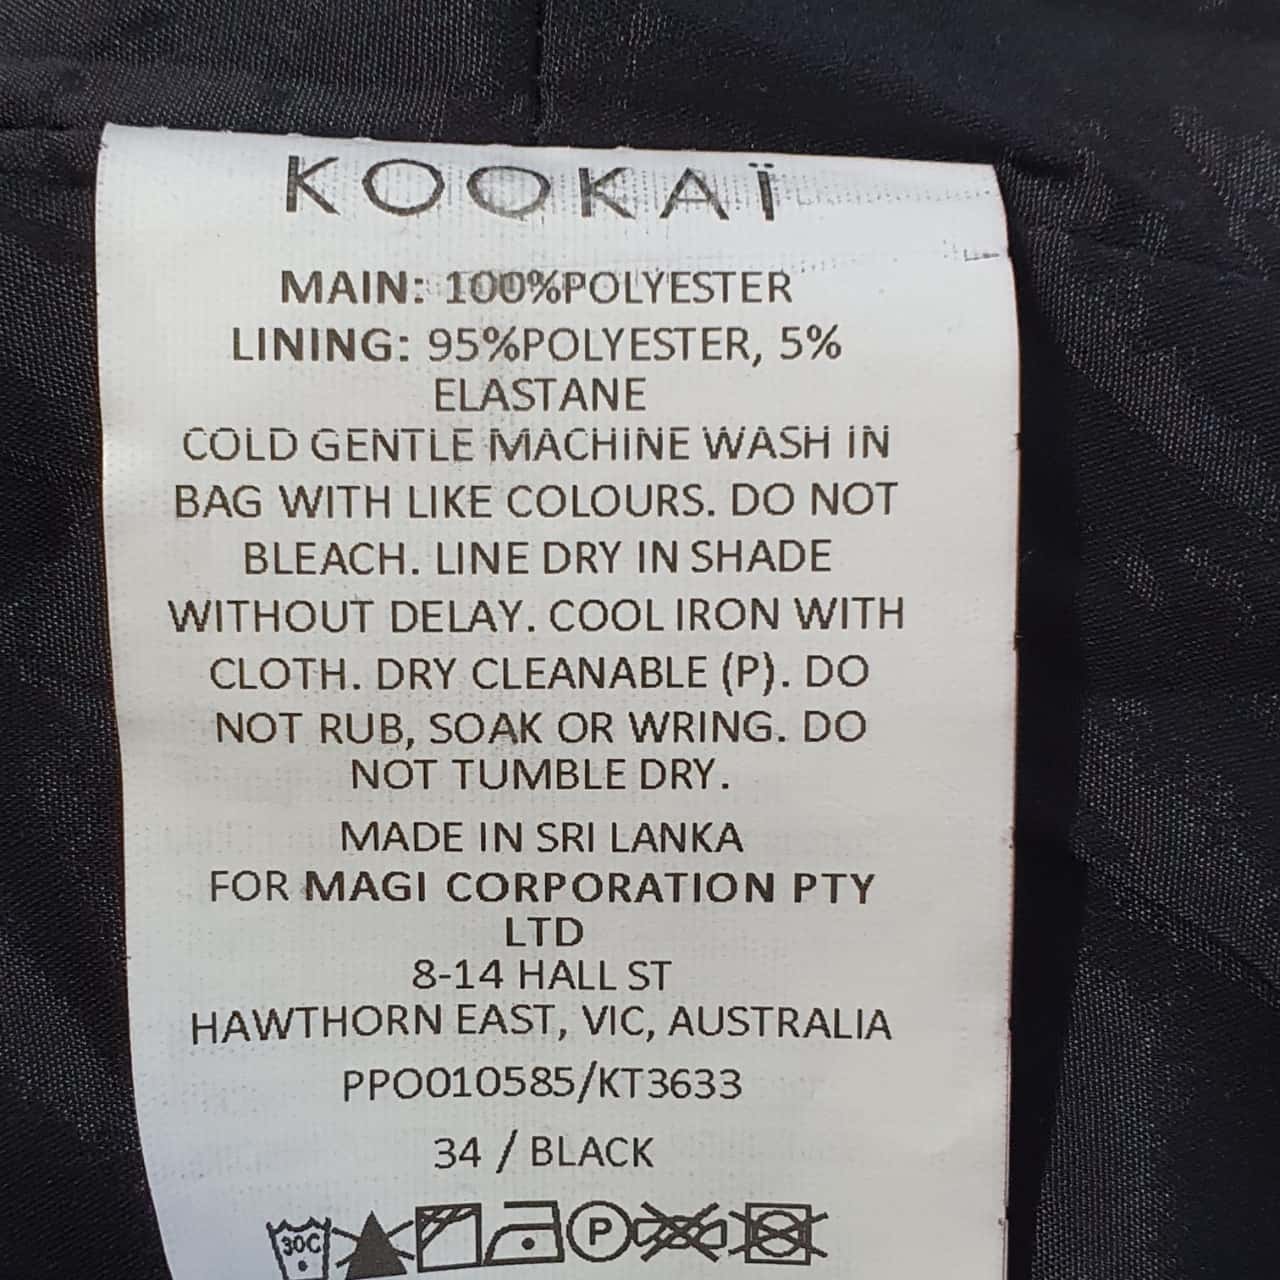 KOOKAÏ
MAIN: 100%POLYESTER
LINING: 95%POLYESTER, 5%
ELASTANE
COLD GENTLE MACHINE WASH IN
BAG WITH LIKE COLOURS. DO NOT
BLEACH. LINE DRY IN SHADE
WITHOUT DELAY. COOL IRON WITH
CLOTH. DRY CLEANABLE (P). DO
NOT RUB, SOAK OR WRING. DO
NOT TUMBLE DRY.
MADE IN SRI LANKA
FOR MAGI CORPORATION PTY
LTD
8-14 HALL ST
HAWTHORN EAST, VIC, AUSTRALIA
PPO010585/KT3633
34 / BLACK
30C P